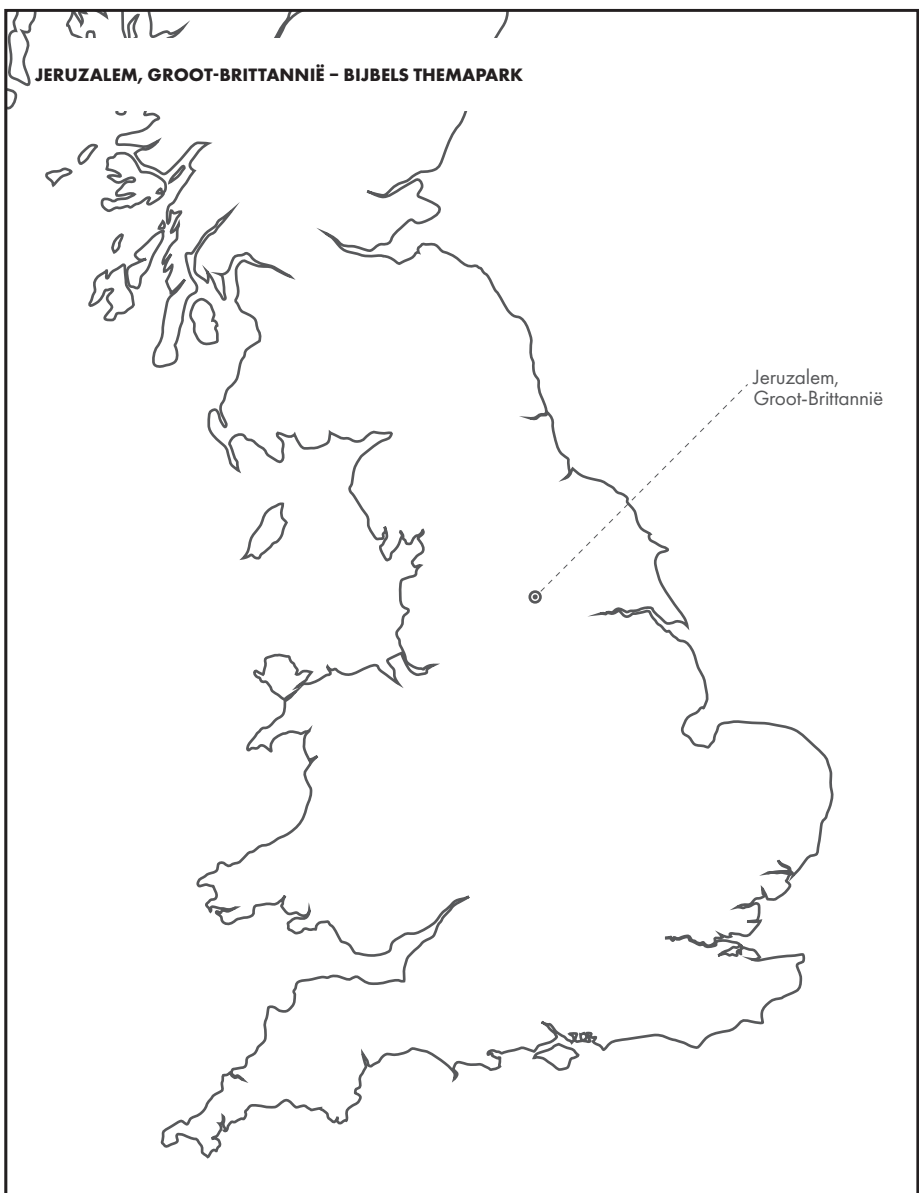 JERUZALEM, GROOT-BRITTANNIË – BIJBELS THEMAPARK
Jeruzalem,
Groot-Brittannië